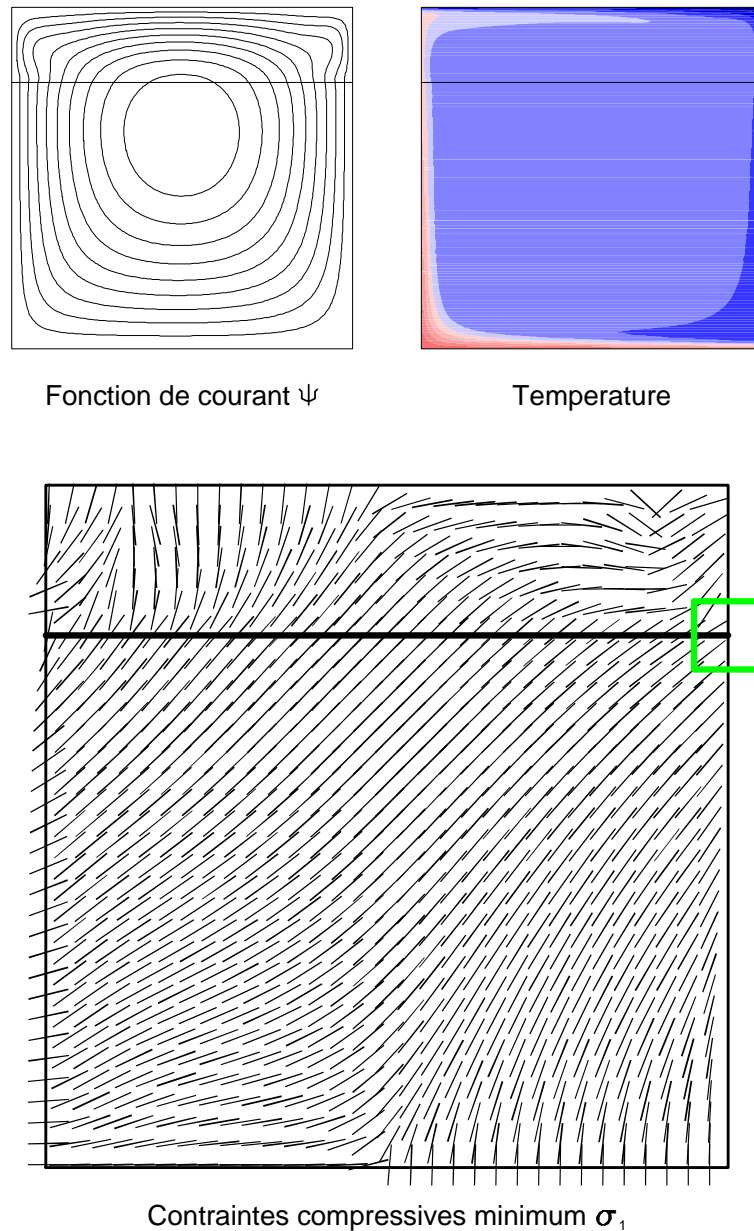 Fonction de courant ψ
Temperature
Contraintes compressives minimum σ₁